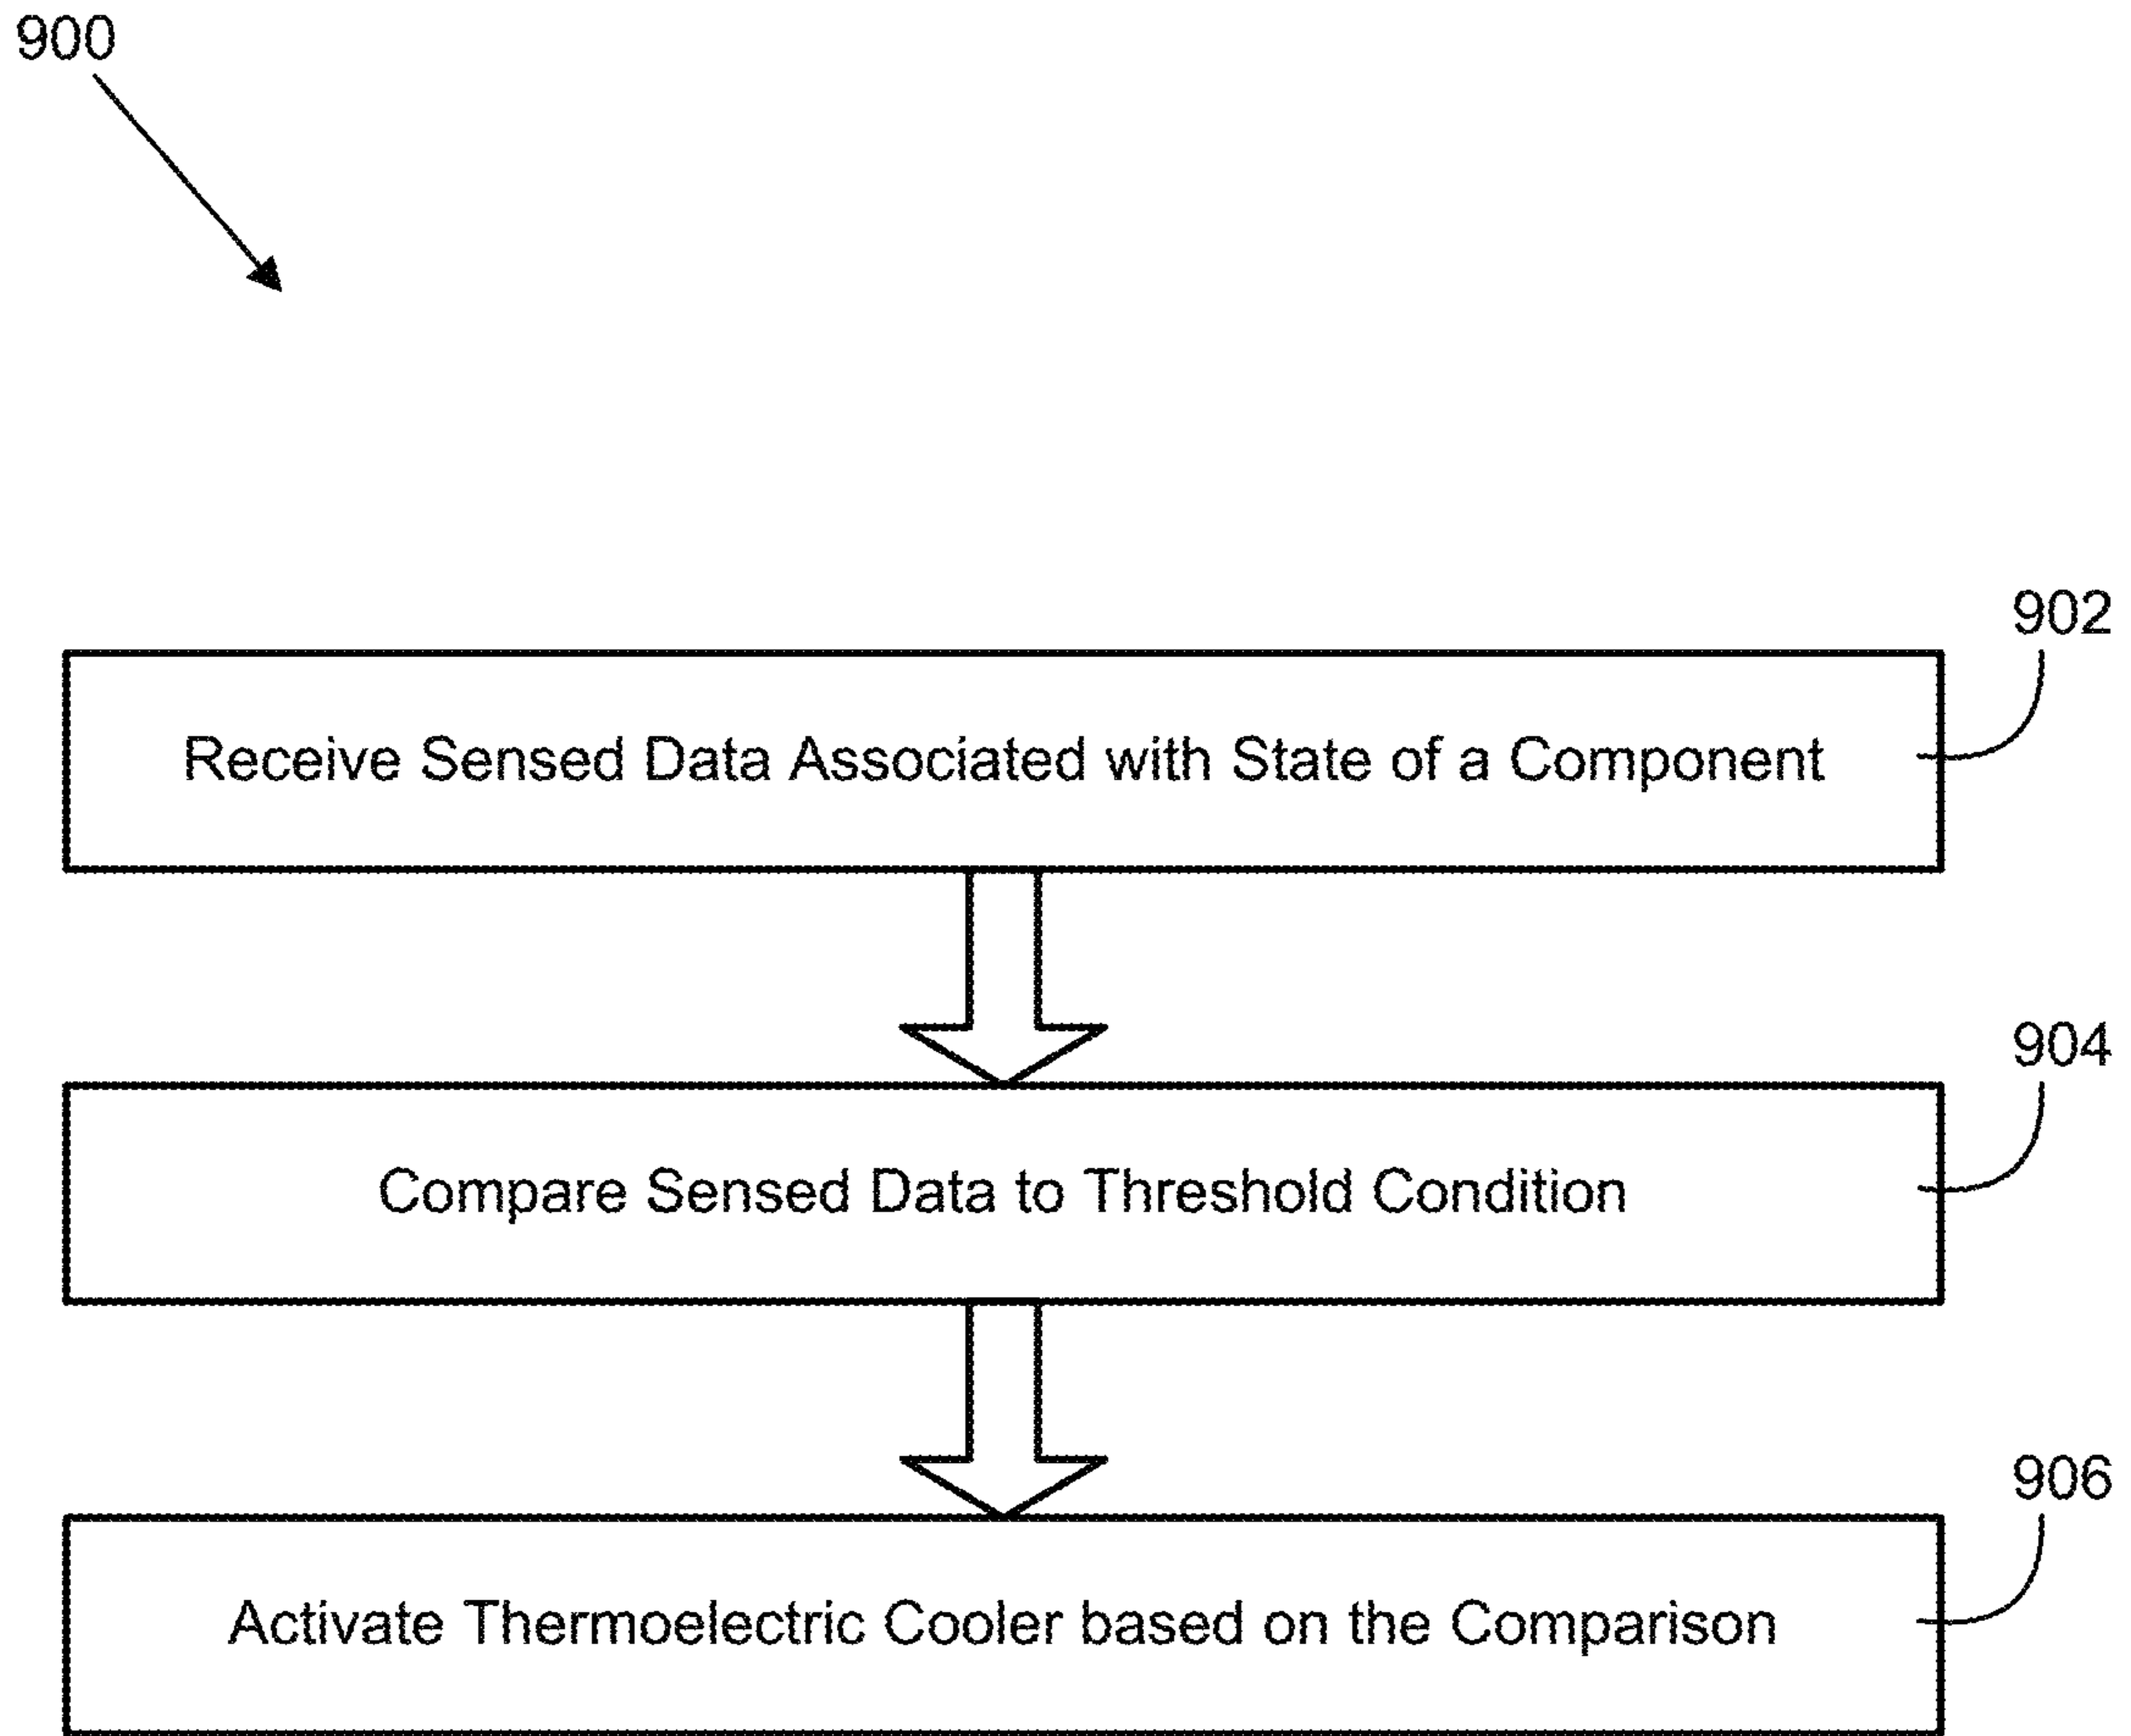 900
902
Receive Sensed Data Associated with State of a Component
904
Compare Sensed Data to Threshold Condition
906
Activate Thermoelectric Cooler based on the Comparison